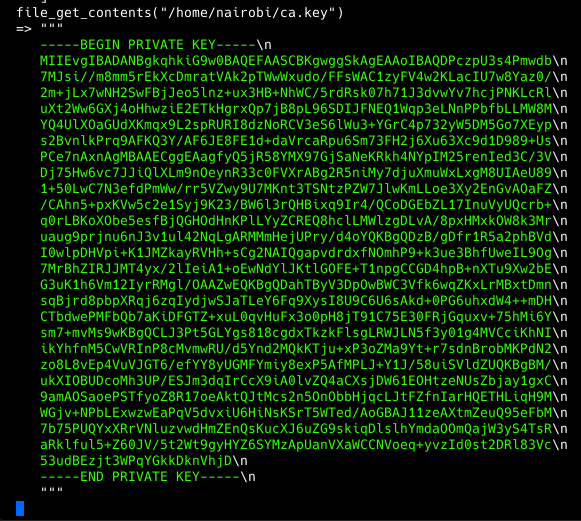 file_get_contents("/home/nairobi/ca.key")
=> """
-----BEGIN PRIVATE KEY-----\n
MIIEvgIBADANBgkqhkiG9w0BAQEFAASCBKgwggSkAgEAAoIBAQDPczpU3s4Pmwdb\n
7MJsi//m8mm5rEkXcDmratVAk2pTWwWxudo/FFsWAC1zyFV4w2KLacIU7w8Yaz0/\n
2m+jLx7wNH2SwFBjJeo5lnz+ux3HB+NhWC/5rdRsk07h71J3dvwYv7hcjPNKLcRl\n
uXt2Ww6GXj4oHhwziE2ETkHgrxQp7jB8pL96SDIJFNEQ1Wqp3eLNnPPbfbLLMW8M\n
YQ4UlXOaGUdXKmqx9L2spRURI8dzNoRCV3eS6lWu3+YGrC4p732yW5DM5Go7XEyp\n
s2BvnlkPrq9AFKQ3Y/AF6JE8FE1d+daVrcaRpu6Sm73FH2j6Xu63Xc9d1D989+Us\n
PCe7nAxnAgMBAAECggEAagfyQ5jR58YMX97GjSaNeKRkh4NYpIM25renIed3C/3V\n
Dj75Hw6vc7JJiQlXLm9nOeynR33c0FVXrABg2R5niMy7djuXmuWxLxgM8UIAeU89\n
1+50LwC7N3efdPmWw/rr5VZwy9U7MKnt3TSNtzPZW7JlwKmLLoe3Xy2EnGvAOaFZ\n
/CAhn5+pxKVw5c2e1Syj9K23/BW6l3rQHBixq9Ir4/QCoDGEbZL17InuVyUQcrb+\n
q0rLBKoXObe5esfBjQGHOdHnKPlLYyZCREQ8hclLMWlzgDLvA/8pxHMxkOW8k3Mr\n
uaug9prjnu6nJ3v1ul42NqLgARMMmHejUPry/d4oYQKBgQDzB/gDfr1R5a2phBVd\n
I0wlpDHVpi+K1JMZkayRVHh+sCg2NAIQgapvdrdxfNOmhP9+k3ue3BhfUweIL9Og\n
7MrBhZIRJJMT4yx/2lIeiA1+oEwNdYlJKtlGOFE+T1npgCCGD4hpB+nXTu9Xw2bE\n
G3uK1h6Vm12IyrRMgl/OAAZwEQKBgQDahTByV3DpOwBWC3Vfk6wqZKxLrMBxtDmn\n
sqBjrd8pbpXRqj6zqIydjwSJaTLeY6Fq9XysI8U9C6U6sAkd+0PG6uhxdW4++mDH\n
CTbdwePMFbQb7aKiDFGTZ+xuL0qvHuFx3o0pH8jT91C75E30FRjGquxv+75hMi6Y\n
sm7+mvMs9wKBgQCLJ3Pt5GLYgs818cgdxTkzkFlsgLRWJLN5f3y01g4MVCciKhNI\n
ikYhfnM5CwVRInP8cMvmwRU/d5Ynd2MQkKTju+xP3oZMa9Yt+r7sdnBrobMKPdN2\n
zo8L8vEp4VuVJGT6/efYY8yUGMFYmiy8exP5AfMPLJ+Y1J/58uiSVldZUQKBgBM/\n
ukXIOBUDcoMh3UP/ESJm3dqIrCcX9iA0lvZQ4aCXsjDW61EOHtzeNUsZbjay1gxC\n
9amAOSaoePSTfyoZ8R17oeAktQJtMcs2n5OnObbHjqcLJtFZfnIarHQETHLiqH9M\n
WGjv+NPbLExwzwEaPqV5dvxiU6HiNsKSrT5WTed/AoGBAJ11zeAXtmZeuQ95eFbM\n
7b75PUQYxXRrVNluzvwdHmZEnQsKucXJ6uZG9skiqDlslhYmdaOOmQajW3yS4TsR\n
aRklful5+Z60JV/5t2Wt9gyHYZ6SYMzApUanVXaWCCNVoeq+yvzId0st2DRl83Vc\n
53udBEzjt3WPqYGkkDknVhjD\n
-----END PRIVATE KEY-----\n
"""